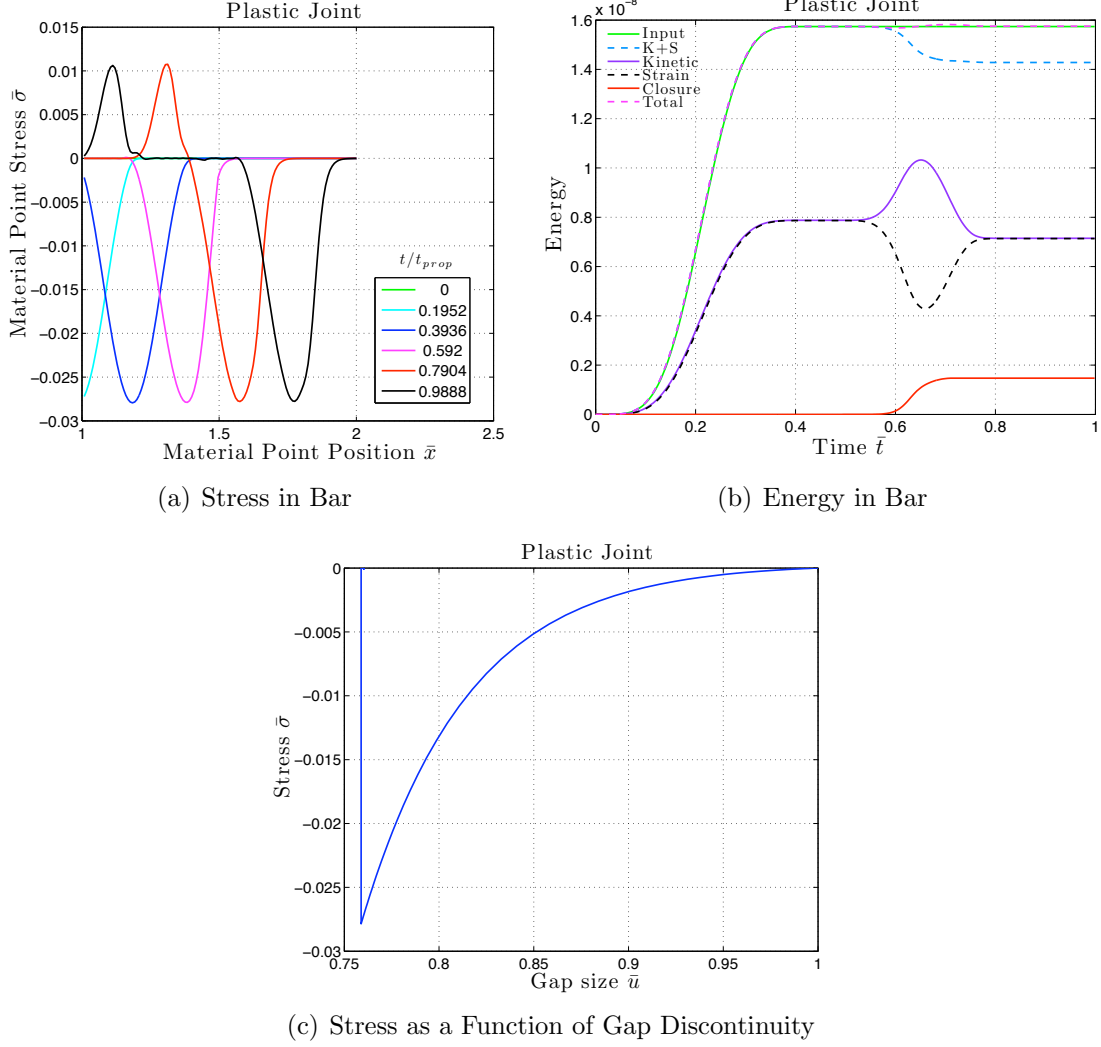 Plastic Joint
Material Point Stress σ̄
0.01
0.005
0
−0.005
−0.01
−0.015
−0.02
−0.025
−0.03
1
1.5
2
2.5
Material Point Position x̄
t/t_prop
0
0.1952
0.3936
0.592
0.7904
0.9888
(a) Stress in Bar
Plastic Joint
x 10⁻⁸
Energy
1.6
1.4
1.2
1
0.8
0.6
0.4
0.2
0
0
0.2
0.4
0.6
0.8
1
Time t̄
Input
K+S
Kinetic
Strain
Closure
Total
(b) Energy in Bar
Plastic Joint
Stress σ̄
0
−0.005
−0.01
−0.015
−0.02
−0.025
−0.03
0.75
0.8
0.85
0.9
0.95
1
Gap size ū
(c) Stress as a Function of Gap Discontinuity